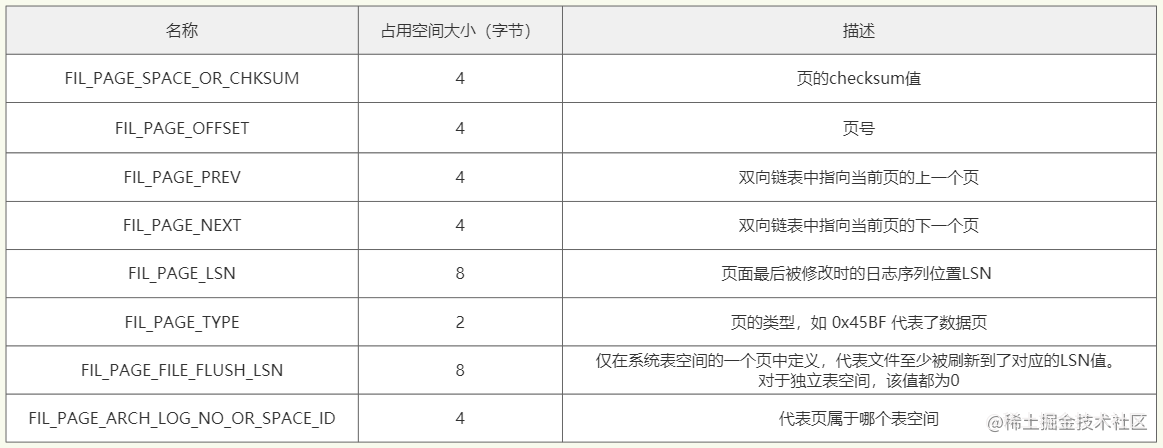 名称 占用空间大小（字节） 描述
FIL_PAGE_SPACE_OR_CHKSUM 4 页的checksum值
FIL_PAGE_OFFSET 4 页号
FIL_PAGE_PREV 4 双向链表中指向当前页的上一个页
FIL_PAGE_NEXT 4 双向链表中指向当前页的下一个页
FIL_PAGE_LSN 8 页面最后被修改时的日志序列位置LSN
FIL_PAGE_TYPE 2 页的类型，如 0x45BF 代表了数据页
FIL_PAGE_FILE_FLUSH_LSN 8 仅在系统表空间的一个页中定义，代表文件至少被刷新到了对应的LSN值。
对于独立表空间，该值都为0
FIL_PAGE_ARCH_LOG_NO_OR_SPACE_ID 4 代表页属于哪个表空间
@稀土掘金技术社区